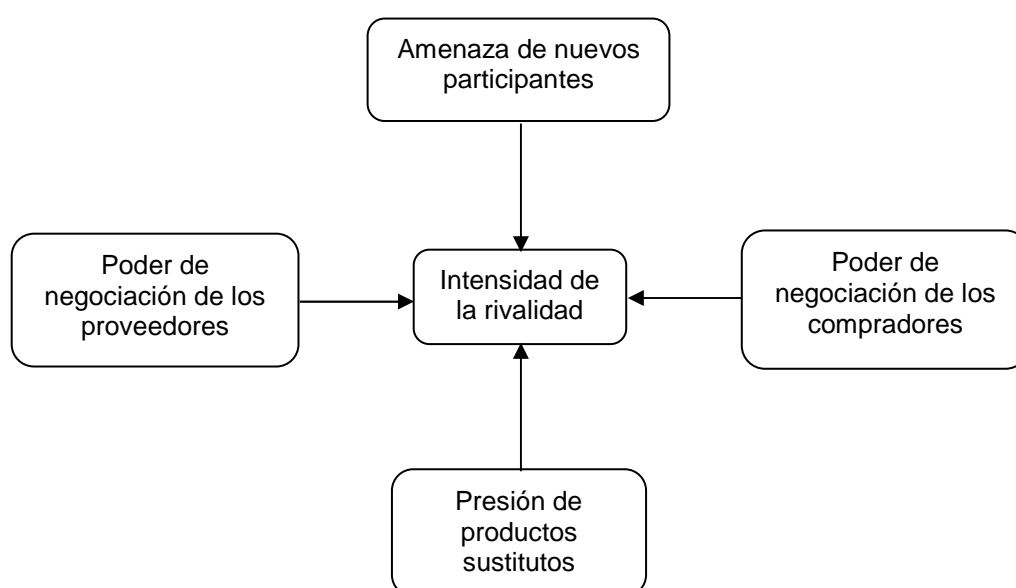 Amenaza de nuevos
participantes
Poder de
negociación de los
proveedores
Intensidad de
la rivalidad
Poder de
negociación de los
compradores
Presión de
productos
sustitutos